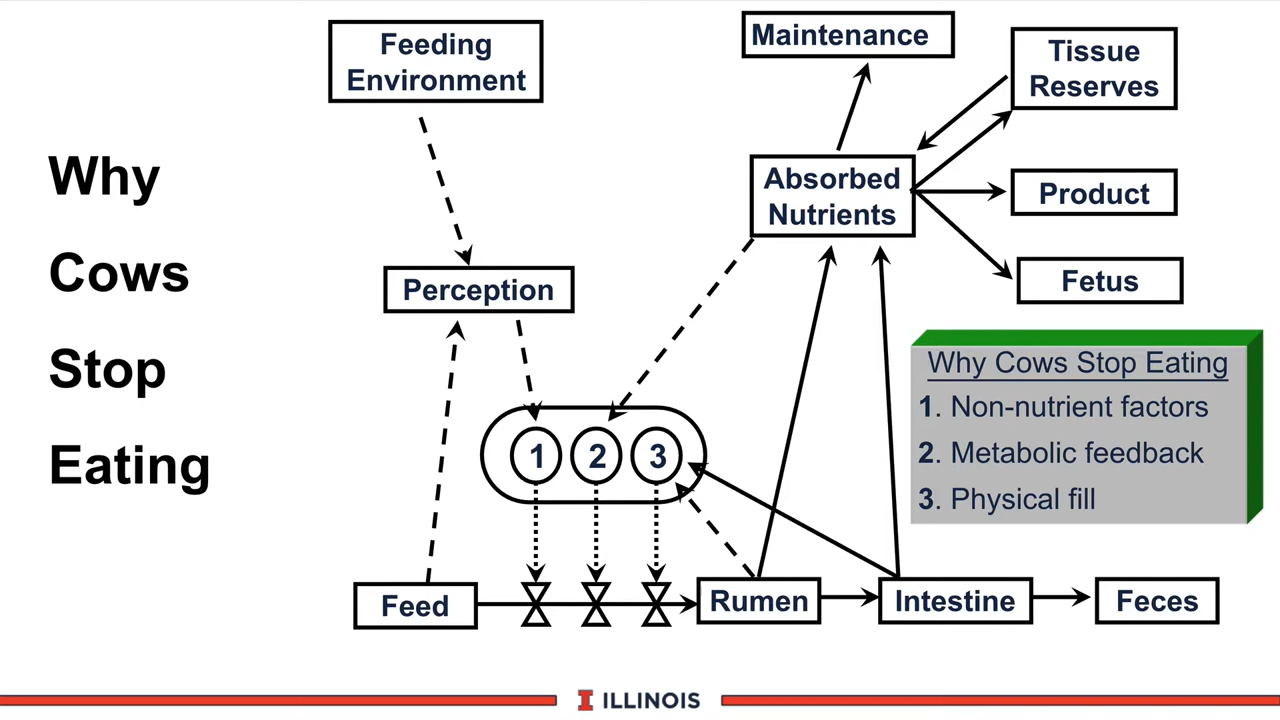 Why
Cows
Stop
Eating
Feeding
Environment
Perception
Maintenance
Tissue
Reserves
Absorbed
Nutrients
Product
Fetus
1 2 3
Why Cows Stop Eating
1. Non-nutrient factors
2. Metabolic feedback
3. Physical fill
Feed
Rumen
Intestine
Feces
I ILLINOIS